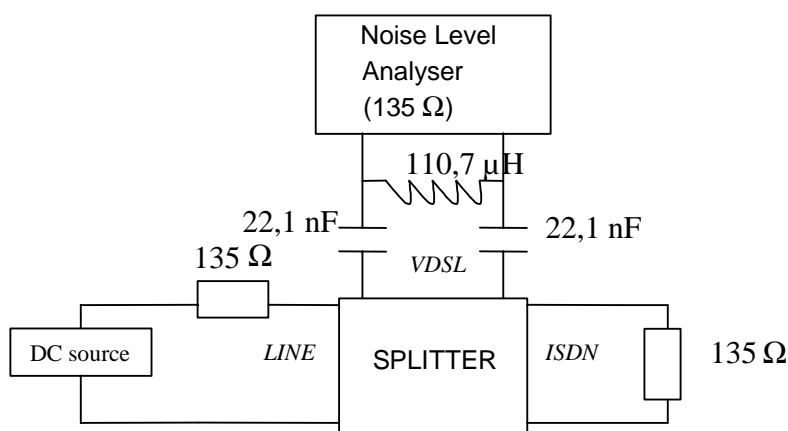 Noise Level
Analyser
(135 Ω)
110,7 µH
22,1 nF
22,1 nF
VDSL
135 Ω
DC source
LINE
SPLITTER
ISDN
135 Ω